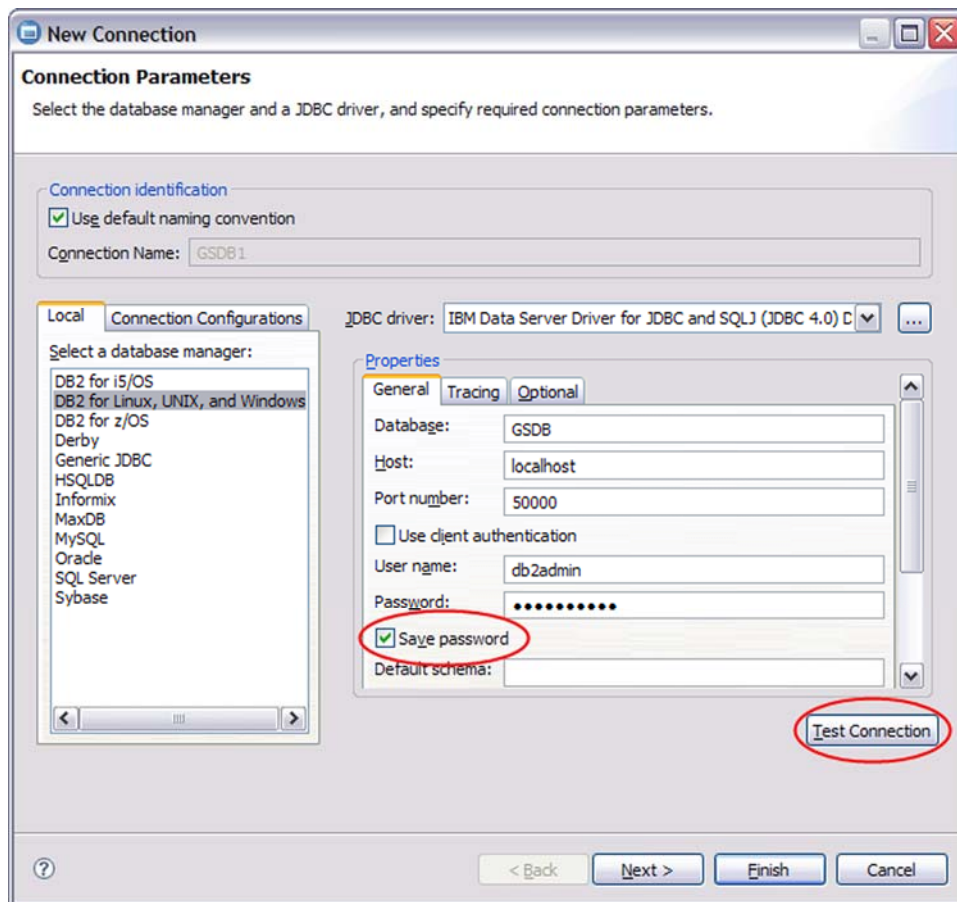 New Connection
Connection Parameters
Select the database manager and a JDBC driver, and specify required connection parameters.
Connection identification
Use default naming convention
Connection Name: GSDB1
Local Connection Configurations
Select a database manager:
DB2 for i5/OS
DB2 for Linux, UNIX, and Windows
DB2 for z/OS
Derby
Generic JDBC
HSQLDB
Informix
MaxDB
MySQL
Oracle
SQL Server
Sybase
JDBC driver: IBM Data Server Driver for JDBC and SQLJ (JDBC 4.0) D ...
Properties
General Tracing Optional
Database: GSDB
Host: localhost
Port number: 50000
Use client authentication
User name: db2admin
Password: ●●●●●●●●●●
Save password
Default schema:
Test Connection
? < Back Next > Finish Cancel